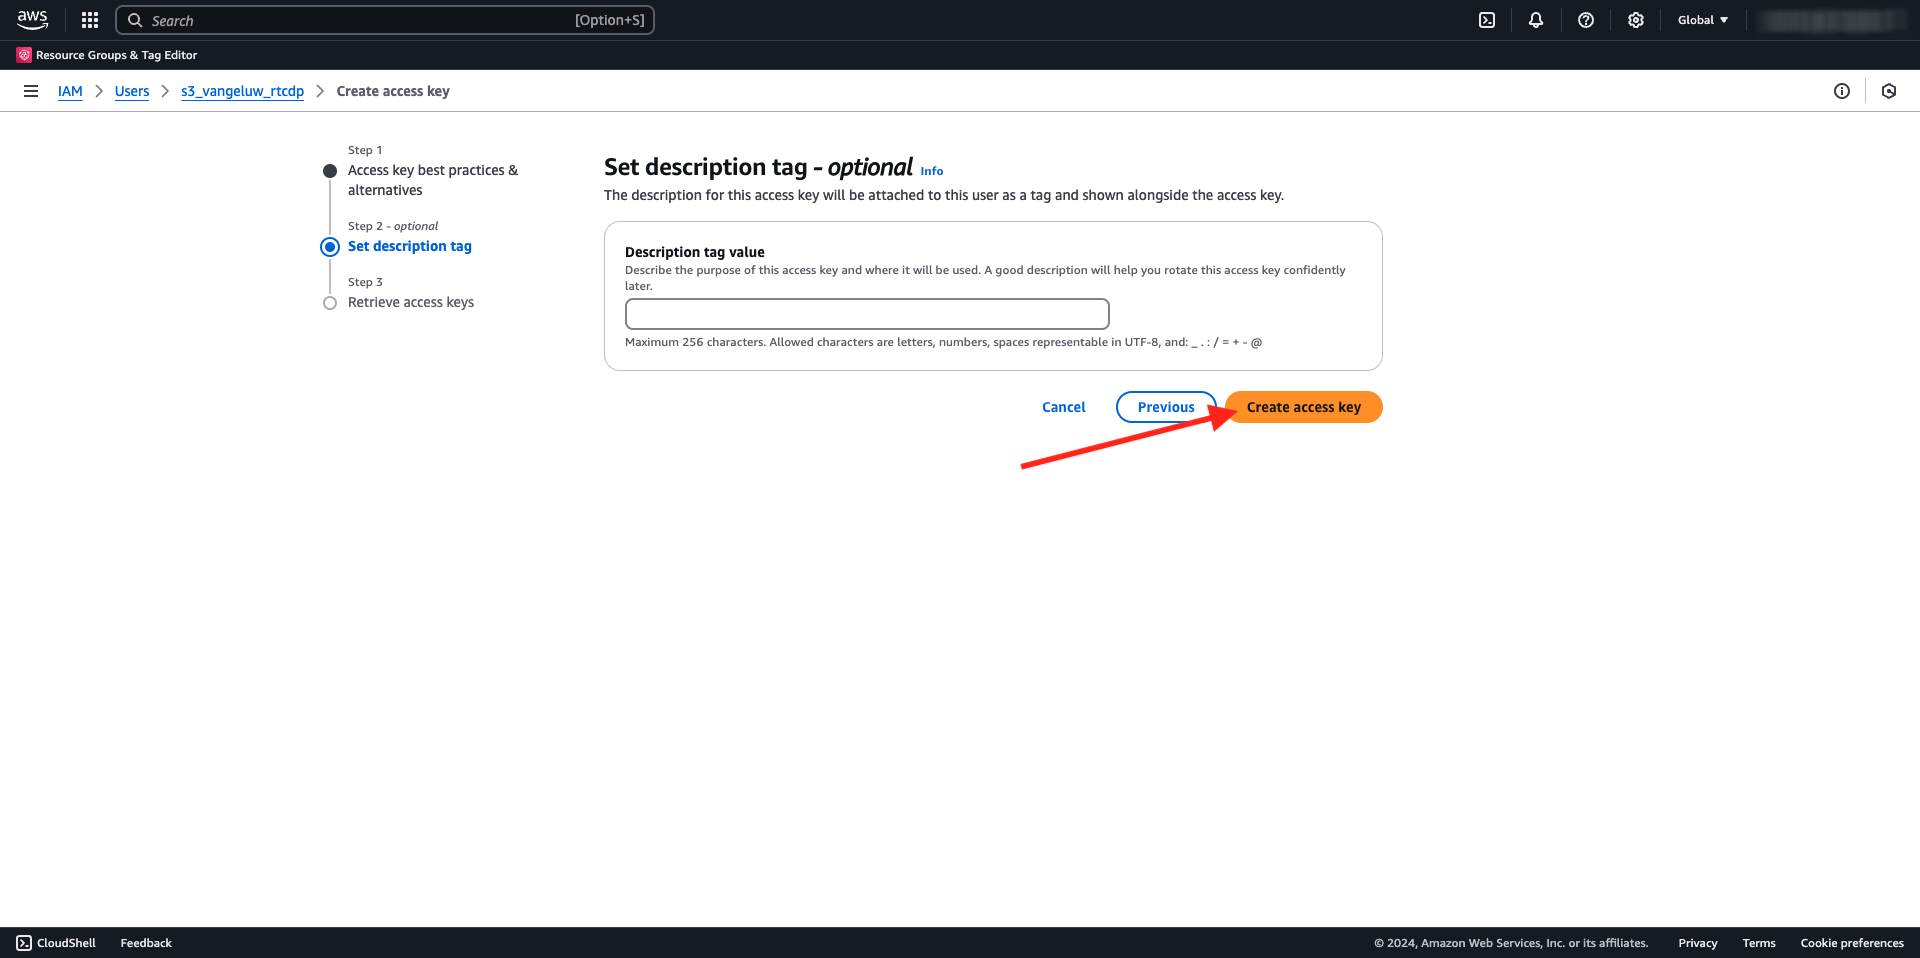 aws
Search
[Option+S]
Global
Resource Groups & Tag Editor
IAM
Users
s3_vangeluw_rtcdp
Create access key
Step 1
Access key best practices &
alternatives
Step 2 - optional
Set description tag
Step 3
Retrieve access keys
Set description tag - optional Info
The description for this access key will be attached to this user as a tag and shown alongside the access key.
Description tag value
Describe the purpose of this access key and where it will be used. A good description will help you rotate this access key confidently
later.
Maximum 256 characters. Allowed characters are letters, numbers, spaces representable in UTF-8, and: _ . : / = + - @
Cancel
Previous
Create access key
CloudShell
Feedback
© 2024, Amazon Web Services, Inc. or its affiliates.
Privacy
Terms
Cookie preferences